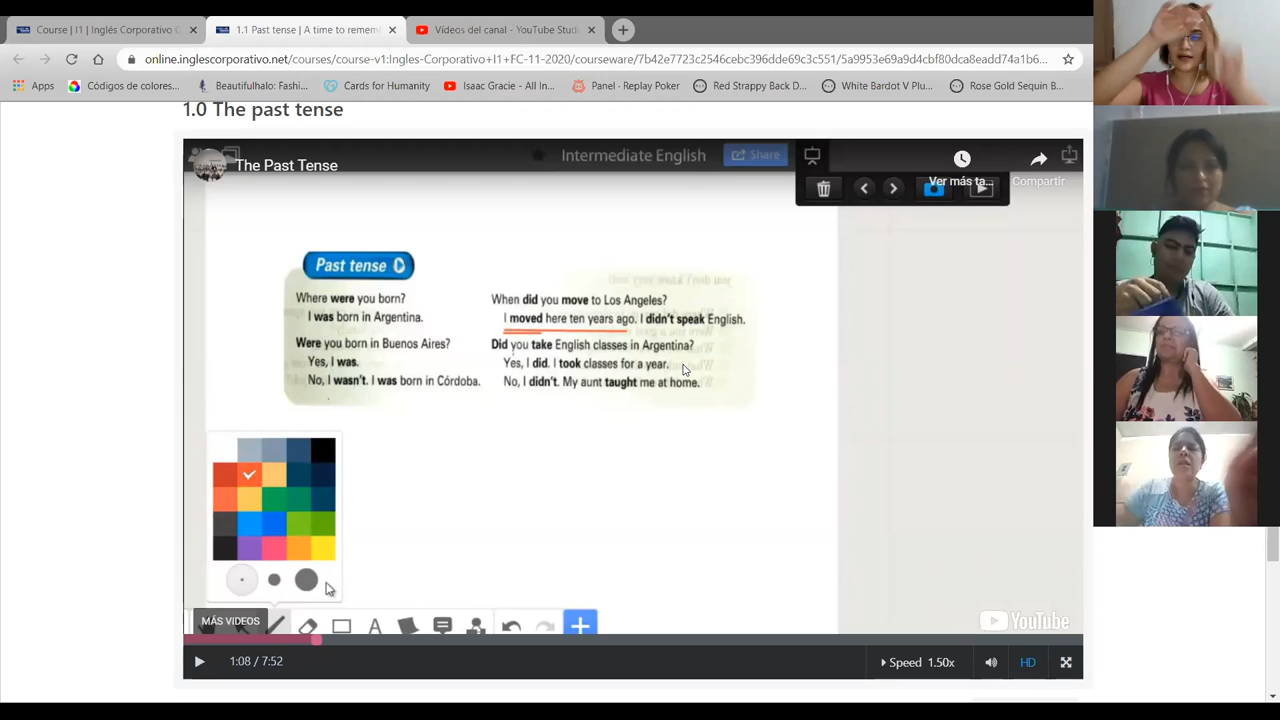 Course | I1 | Inglés Corporativo C
1.1 Past tense | A time to remem
Vídeos del canal - YouTube Stud
online.inglescorporativo.net/courses/course-v1:Ingles-Corporativo+I1+FC-11-2020/courseware/7b42e7723c2546cebc396dde69c3c551/5a9953e69a9d4cbf80dca8eadd74a1b6...
Apps
Códigos de colores...
Beautifulhalo: Fashi...
Cards for Humanity
Isaac Gracie - All In...
Panel - Replay Poker
Red Strappy Back D...
White Bardot V Plu...
Rose Gold Sequin B...
1.0 The past tense
The Past Tense
Intermediate English
Share
Ver más ta...
Compartir
Past tense
Where were you born?
I was born in Argentina.
Were you born in Buenos Aires?
Yes, I was.
No, I wasn't. I was born in Córdoba.
When did you move to Los Angeles?
I moved here ten years ago. I didn't speak English.
Did you take English classes in Argentina?
Yes, I did. I took classes for a year.
No, I didn't. My aunt taught me at home.
MÁS VIDEOS
A
YouTube
1:08 / 7:52
Speed 1.50x
HD